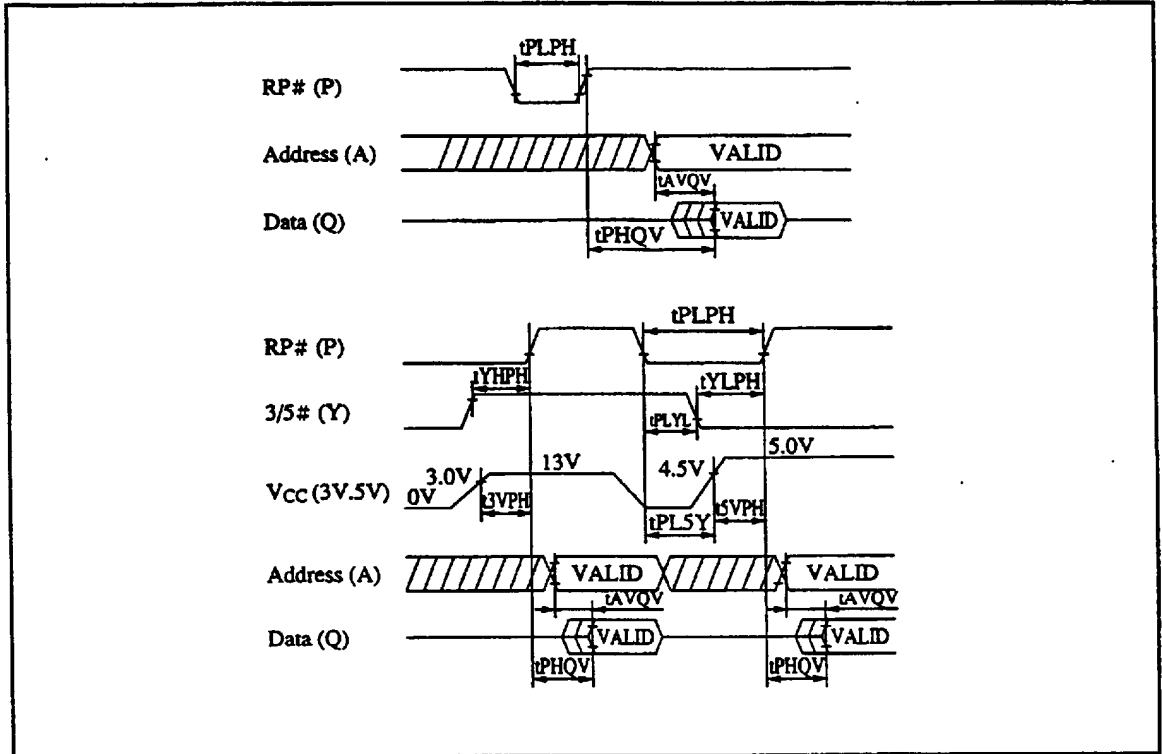 tPLPH
RP# (P)
Address (A)
VALID
tAVQV
Data (Q)
VALID
tPHQV
tPLPH
RP# (P)
tYHPH
tYLPH
3/5# (Y)
tPLYL
5.0V
3.0V
13V
4.5V
VCC (3V.5V)
0V
t3VPH
t5VPH
tPL5Y
Address (A)
VALID
VALID
tAVQV
tAVQV
Data (Q)
VALID
VALID
tPHQV
tPHQV